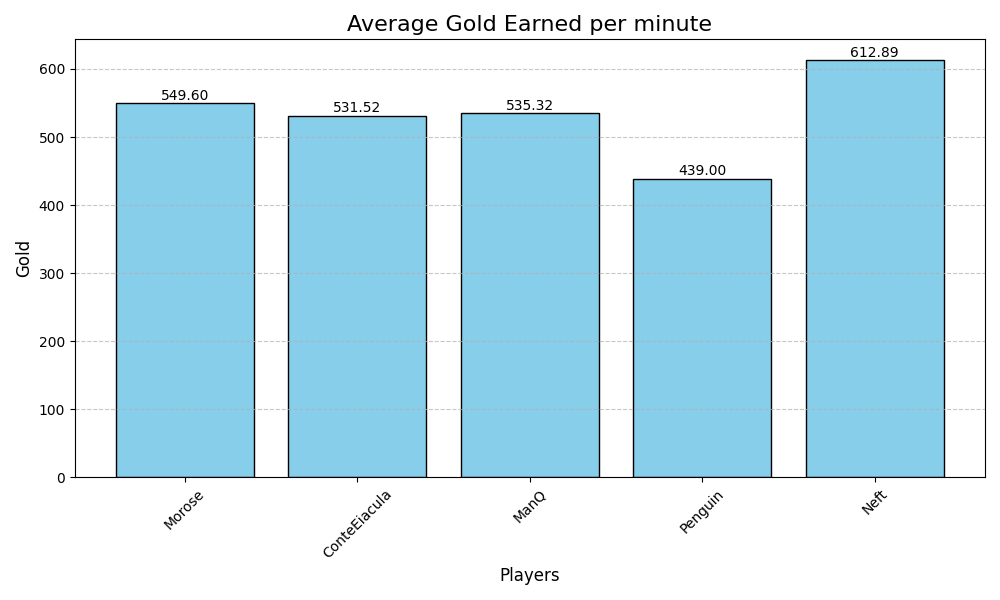 Average Gold Earned per minute
Gold
600
500
400
300
200
100
0
549.60
531.52
535.32
439.00
612.89
Morose
ConteEiacula
ManQ
Penguin
Neft
Players